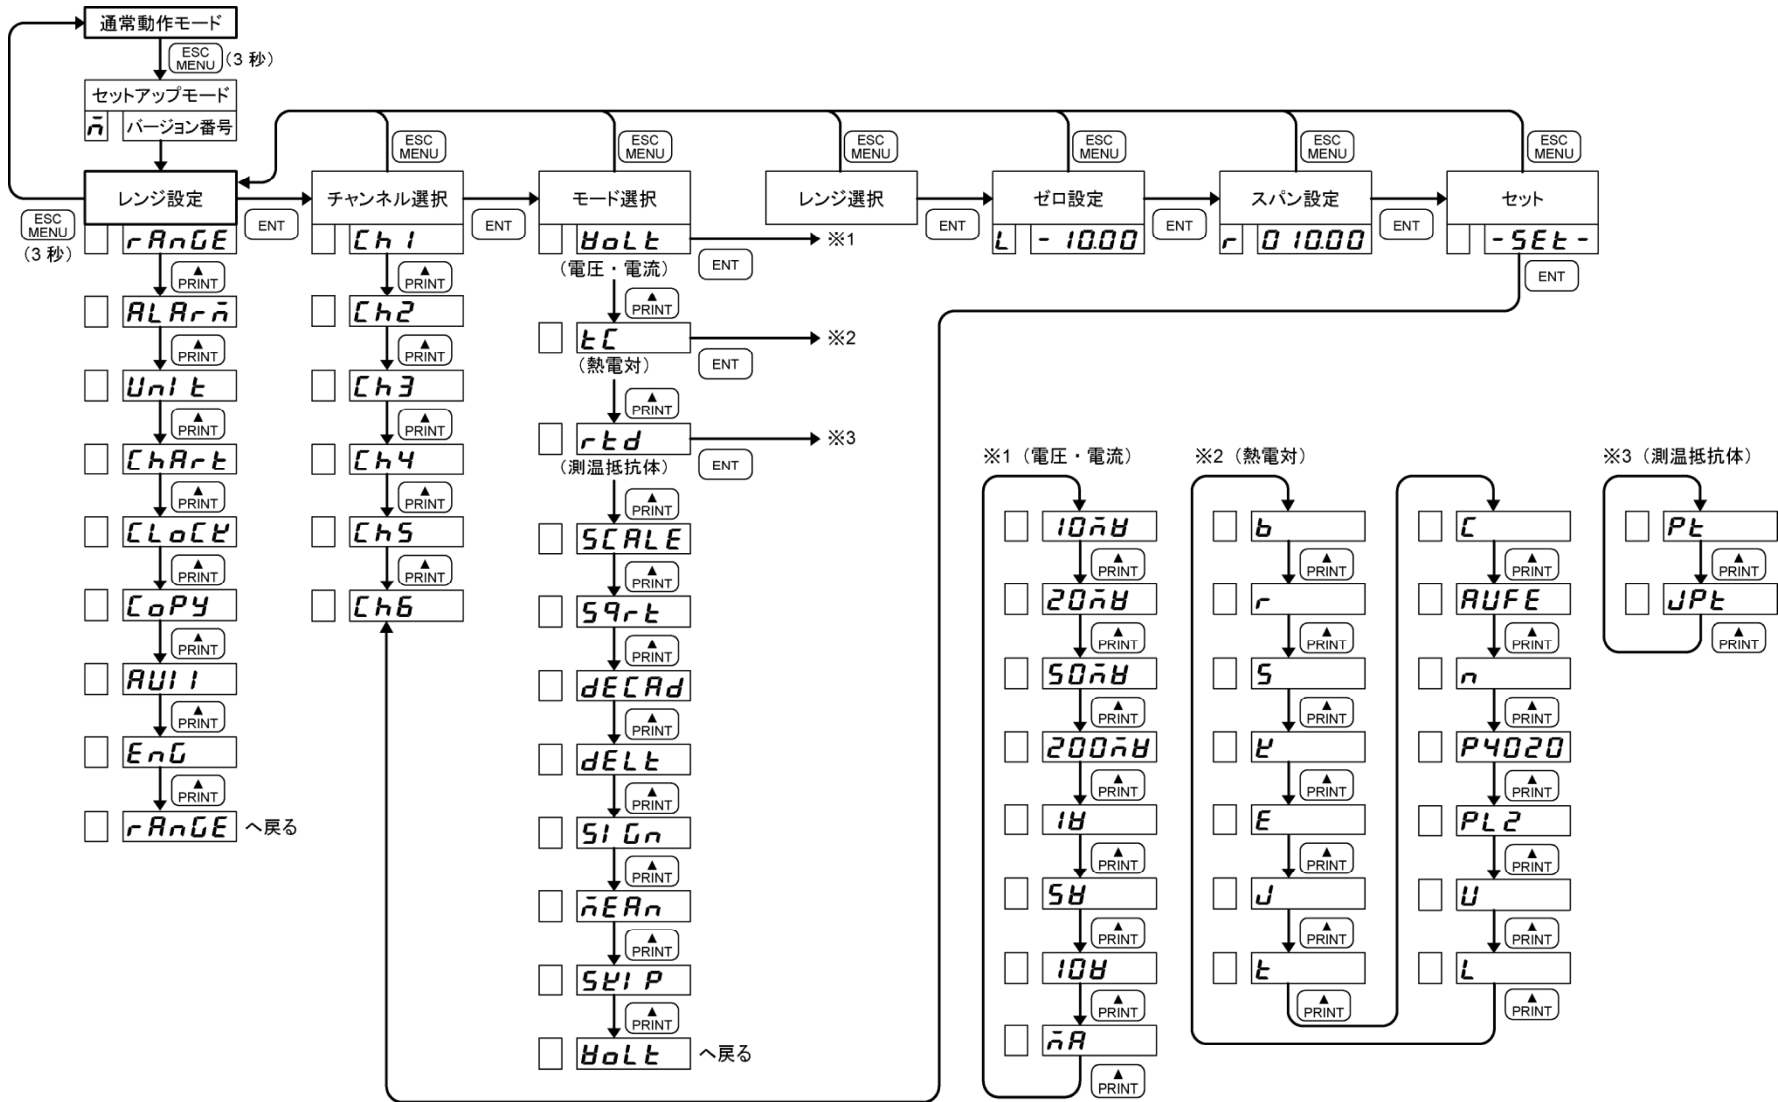 通常動作モード
ESC MENU (3 秒)
セットアップモード
バージョン番号
ESC MENU
ESC MENU
ESC MENU
ESC MENU
ESC MENU
ESC MENU
レンジ設定
チャンネル選択
モード選択
レンジ選択
ゼロ設定
スパン設定
セット
ESC MENU (3 秒)
ENT
ENT
ENT
ENT
ENT
ENT
rAnGE
▲ PRINT
ALArm
▲ PRINT
UnIt
▲ PRINT
ChArt
▲ PRINT
CLoCK
▲ PRINT
CoPY
▲ PRINT
AUI 1
▲ PRINT
EnG
▲ PRINT
rAnGE へ戻る
Ch1
▲ PRINT
Ch2
▲ PRINT
Ch3
▲ PRINT
Ch4
▲ PRINT
Ch5
▲ PRINT
Ch6
VoLt ※1
(電圧・電流)
ENT
▲ PRINT
tC ※2
(熱電対)
ENT
▲ PRINT
rtd ※3
(測温抵抗体)
ENT
▲ PRINT
SCALE
▲ PRINT
Sqrt
▲ PRINT
dECAd
▲ PRINT
dELt
▲ PRINT
SIGn
▲ PRINT
mEAn
▲ PRINT
SKIP
▲ PRINT
VoLt へ戻る
L -10.00
r 010.00
-SEt-
※1 (電圧・電流)
10mV
▲ PRINT
20mV
▲ PRINT
50mV
▲ PRINT
200mV
▲ PRINT
1V
▲ PRINT
5V
▲ PRINT
10V
▲ PRINT
mA
▲ PRINT
※2 (熱電対)
b
▲ PRINT
r
▲ PRINT
S
▲ PRINT
K
▲ PRINT
E
▲ PRINT
J
▲ PRINT
t
▲ PRINT
C
▲ PRINT
AUFE
▲ PRINT
n
▲ PRINT
P4020
▲ PRINT
PL2
▲ PRINT
U
▲ PRINT
L
▲ PRINT
※3 (測温抵抗体)
Pt
▲ PRINT
JPt
▲ PRINT